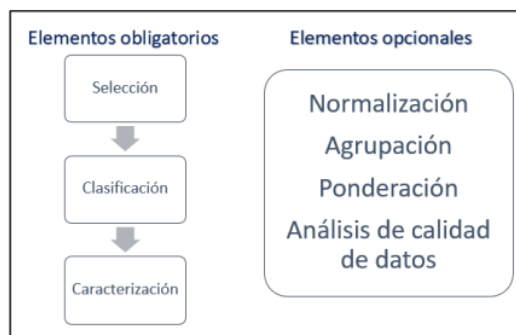 Elementos obligatorios
Selección
Clasificación
Caracterización
Elementos opcionales
Normalización
Agrupación
Ponderación
Análisis de calidad
de datos